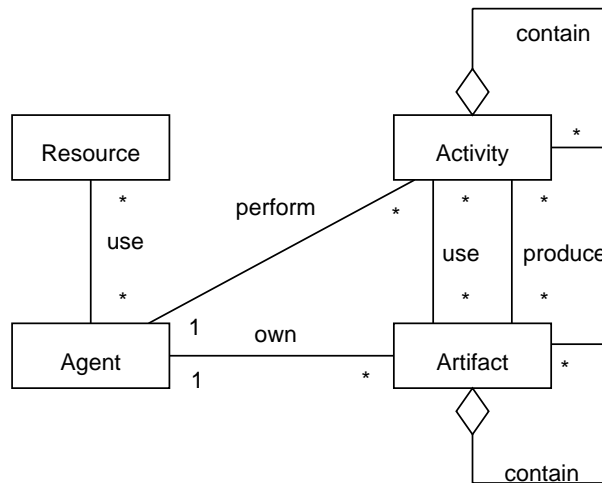 contain
*
Resource
Activity
*
perform
*
*
*
use
use
produce
*
*
*
1
own
Agent
Artifact
1
*
*
contain